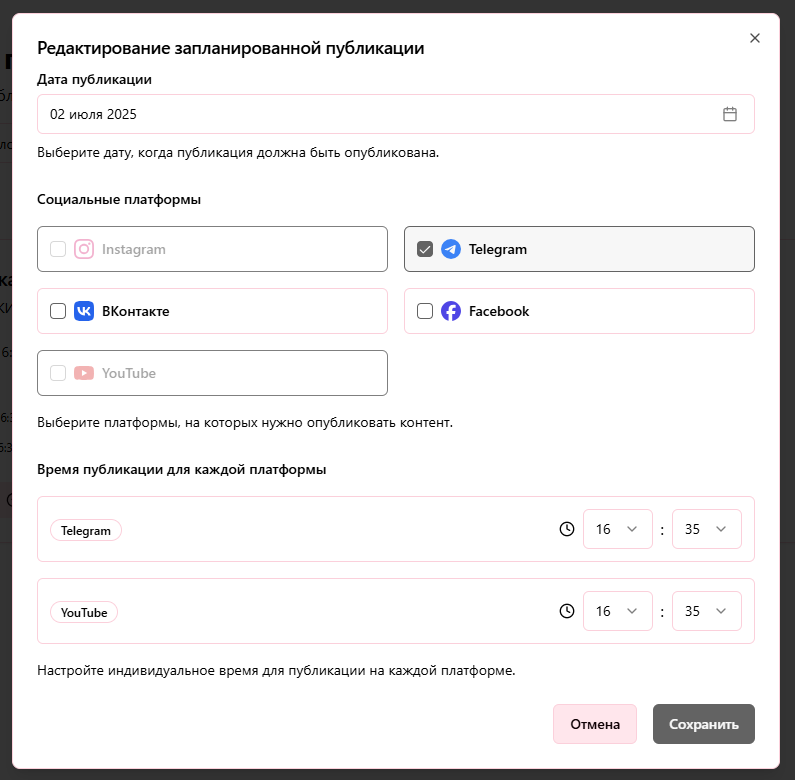 Редактирование запланированной публикации
Дата публикации
02 июля 2025
Выберите дату, когда публикация должна быть опубликована.
Социальные платформы
Instagram
Telegram
ВКонтакте
Facebook
YouTube
Выберите платформы, на которых нужно опубликовать контент.
Время публикации для каждой платформы
Telegram 16 : 35
YouTube 16 : 35
Настройте индивидуальное время для публикации на каждой платформе.
Отмена Сохранить